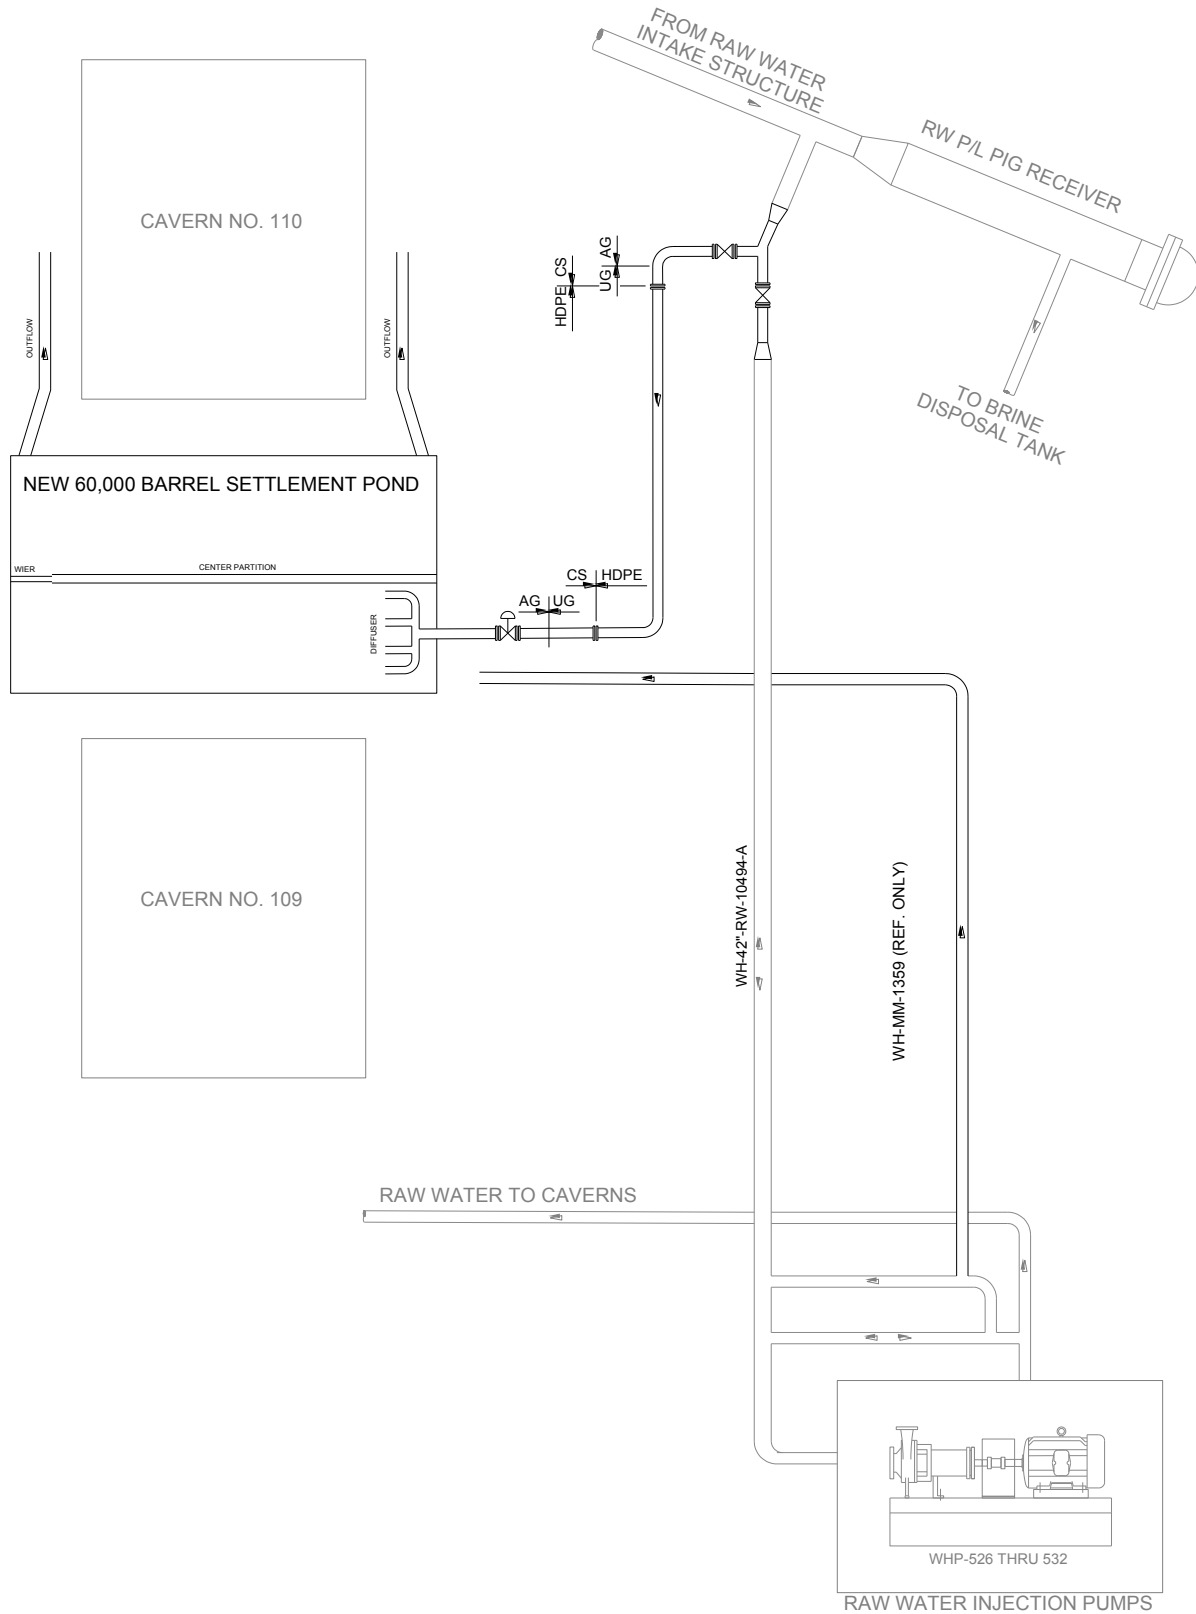 FROM RAW WATER
INTAKE STRUCTURE
RW P/L PIG RECEIVER
CAVERN NO. 110
AG
UG
CS
HDPE
OUTFLOW
OUTFLOW
TO BRINE
DISPOSAL TANK
NEW 60,000 BARREL SETTLEMENT POND
WIER
CENTER PARTITION
CS HDPE
AG UG
DIFFUSER
CAVERN NO. 109
WH-42"-RW-10494-A
WH-MM-1359 (REF. ONLY)
RAW WATER TO CAVERNS
WHP-526 THRU 532
RAW WATER INJECTION PUMPS